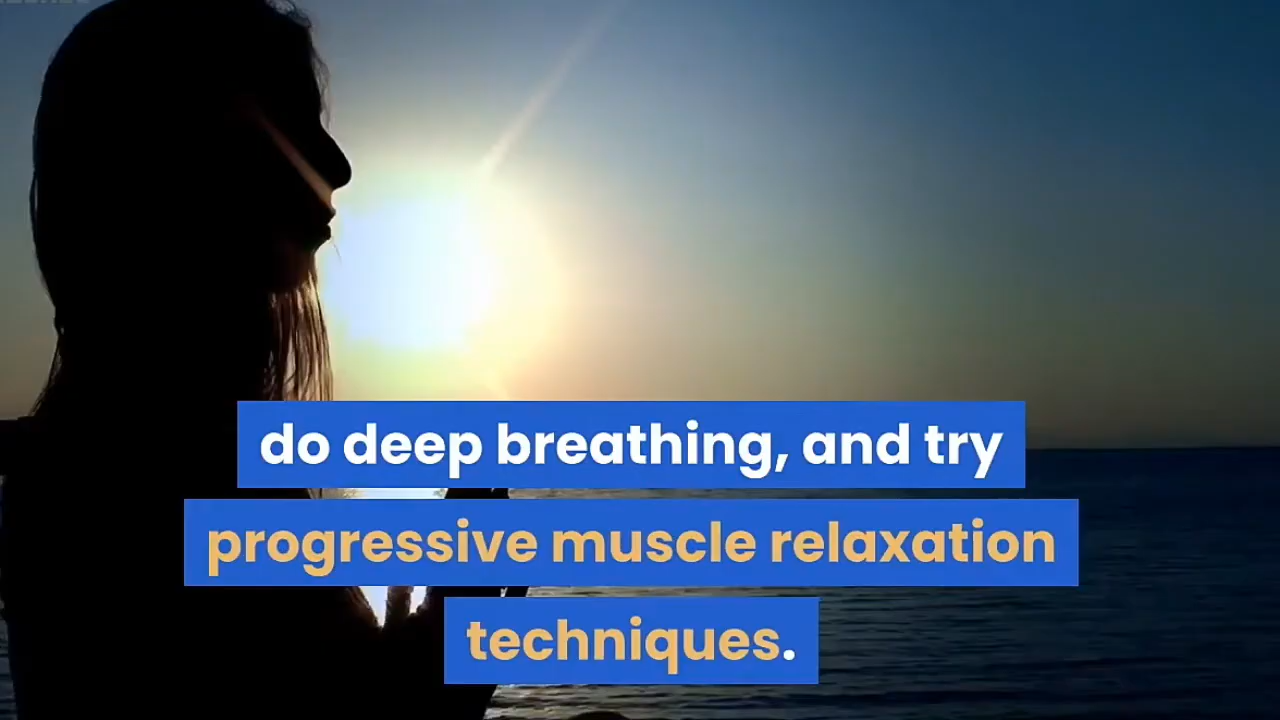 do deep breathing, and try
progressive muscle relaxation
techniques.